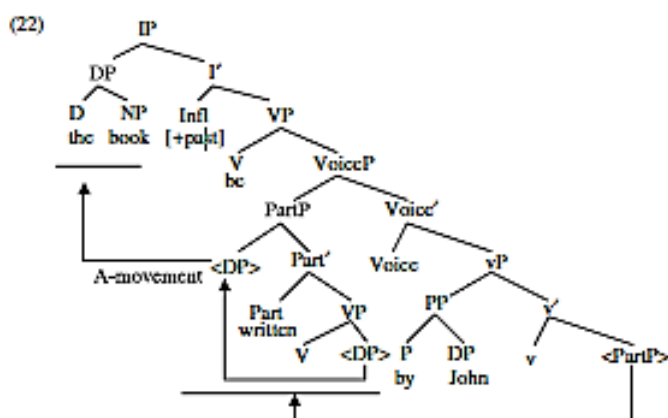 (22)
IP
DP I′
D NP Infl VP
the book [+past] V VoiceP
be
PartP Voice′
A-movement <DP> Part′ Voice vP
Part VP PP v′
written
V <DP> P DP v <PartP>
by John